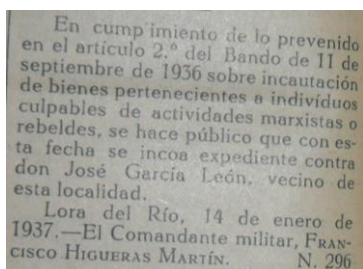 En cumplimiento de lo prevenido
en el artículo 2.º del Bando de 11 de
septiembre de 1936 sobre incautación
de bienes pertenecientes a indivíduos
culpables de actividades marxistas o
rebeldes, se hace público que con es-
ta fecha se incoa expediente contra
don José García León, vecino de
esta localidad.
Lora del Río, 14 de enero de
1937.—El Comandante militar, FRAN-
CISCO HIGUERAS MARTÍN. N. 296